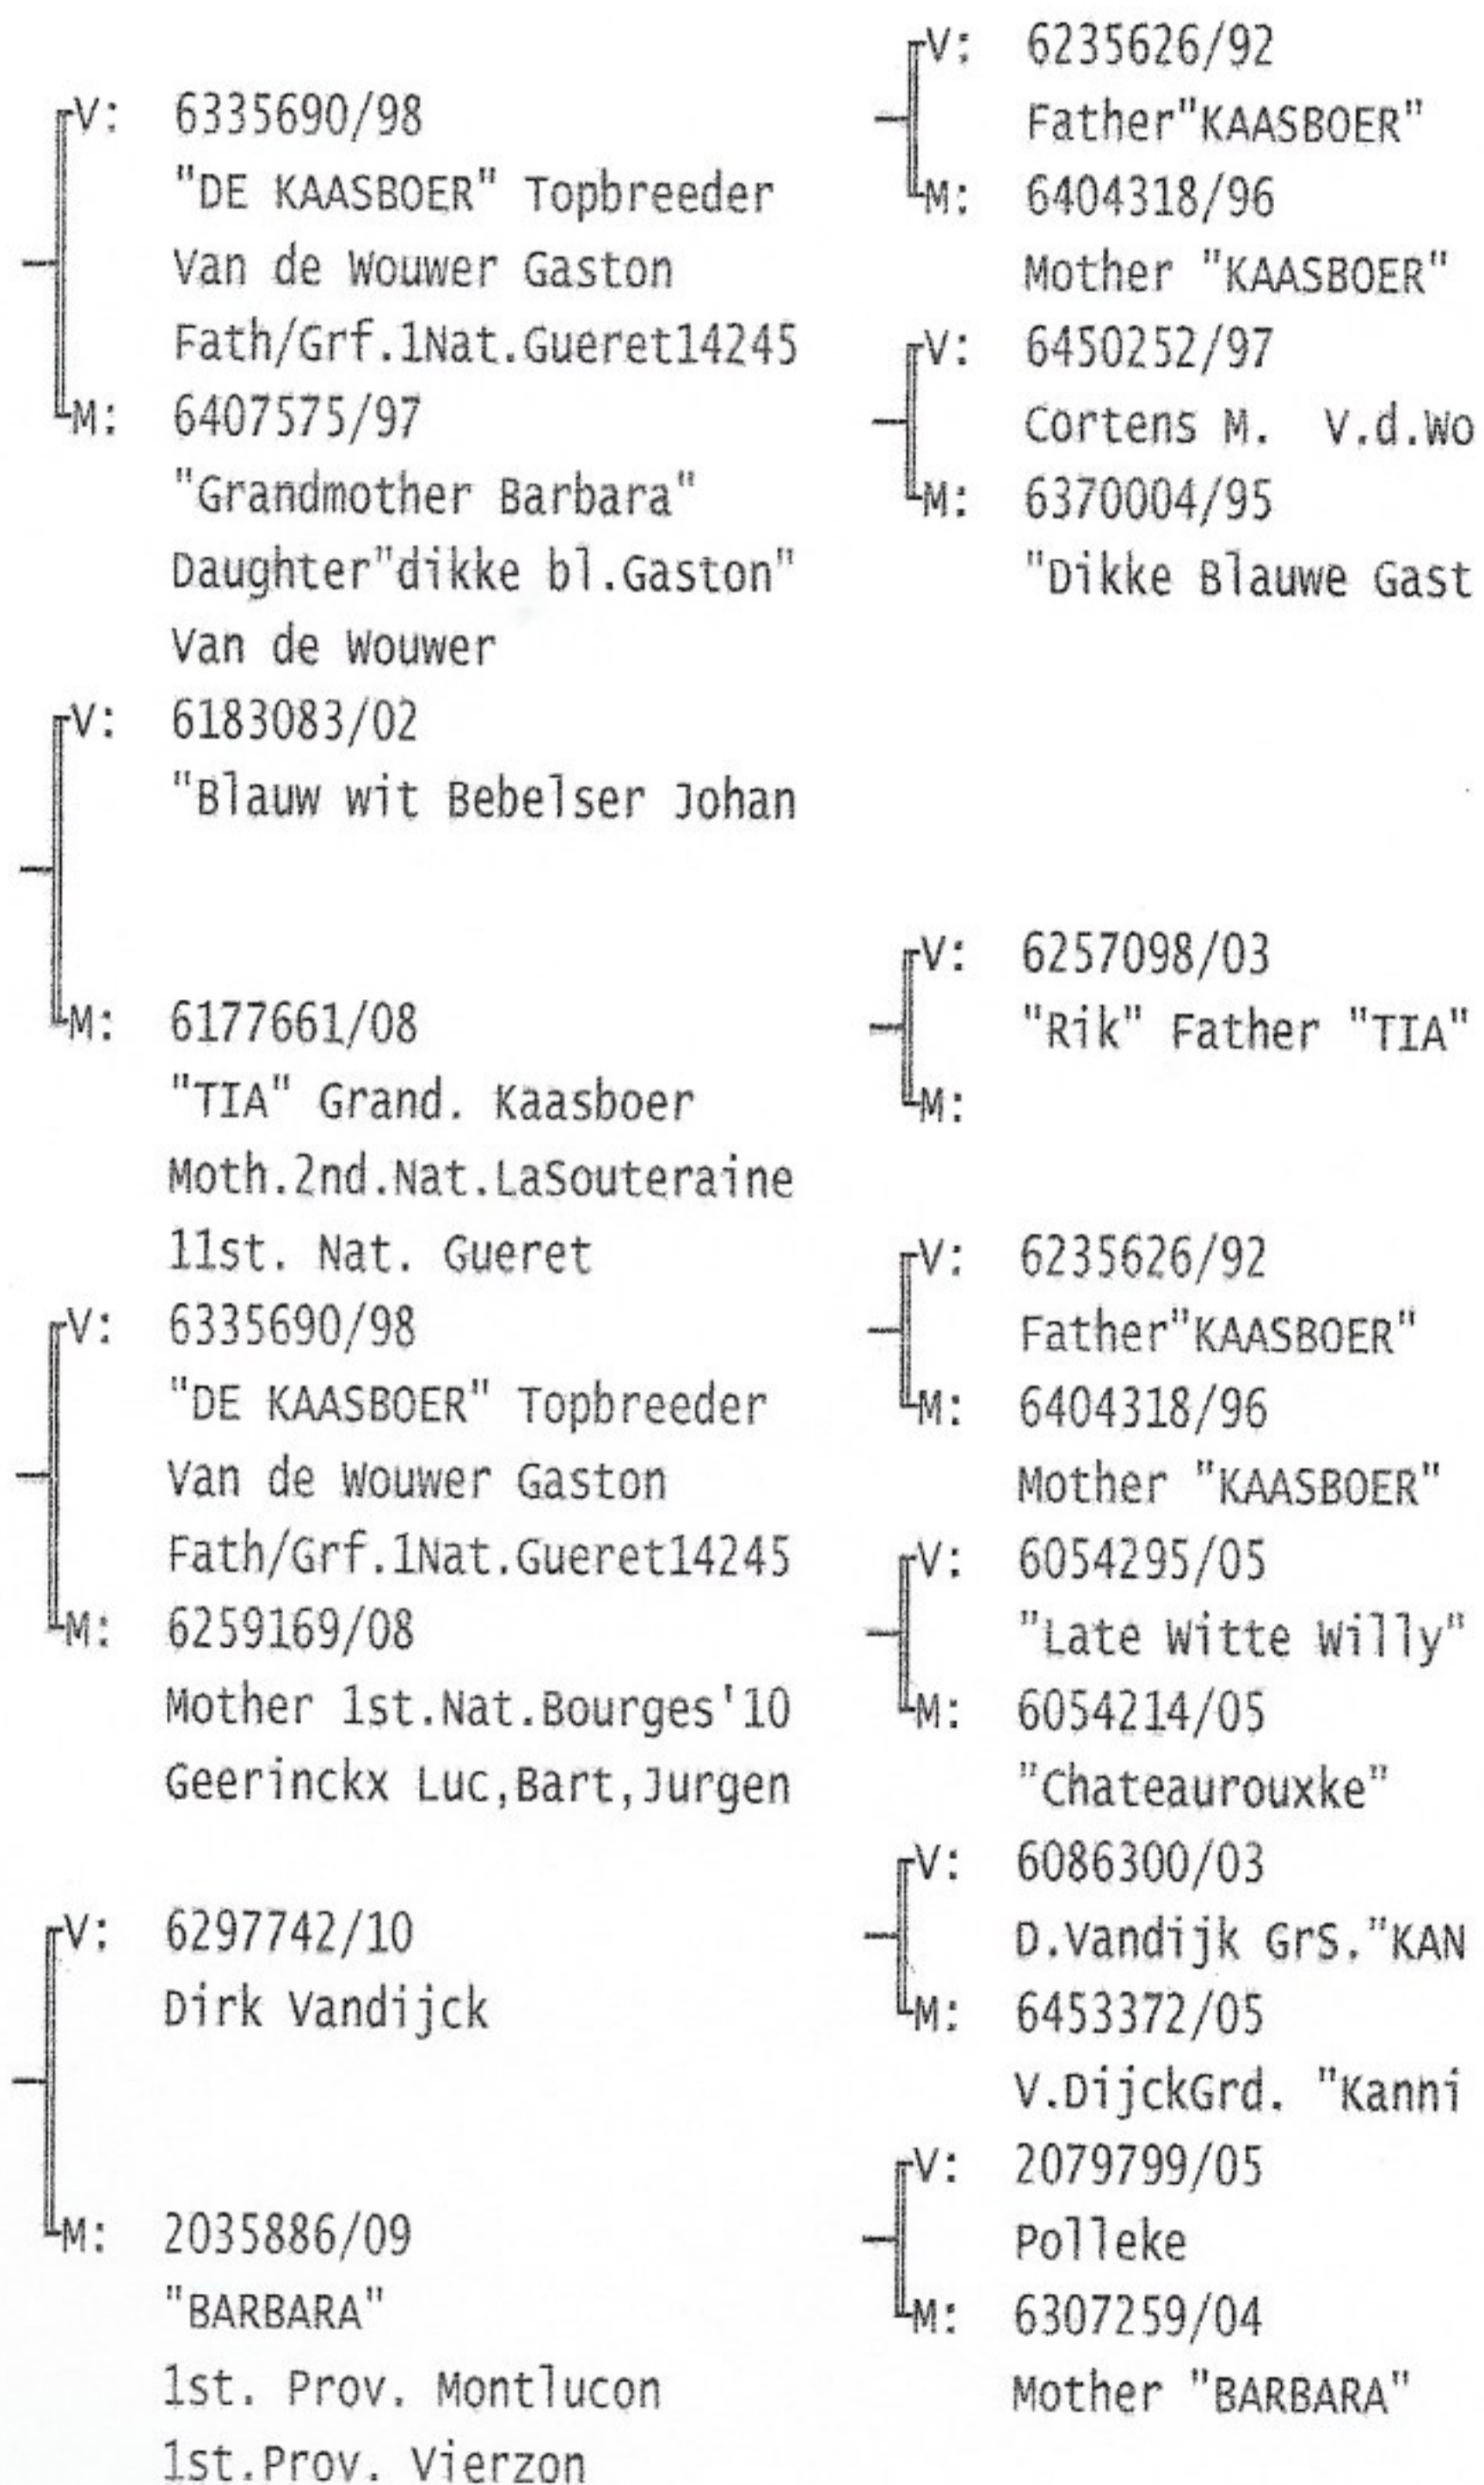 V: 6335690/98
"DE KAASBOER" Topbreeder
Van de Wouwer Gaston
Fath/Grf.1Nat.Gueret14245
M: 6407575/97
"Grandmother Barbara"
Daughter"dikke bl.Gaston"
Van de Wouwer
V: 6183083/02
"Blauw wit Bebelser Johan
M: 6177661/08
"TIA" Grand. Kaasboer
Moth.2nd.Nat.LaSouteraine
11st. Nat. Gueret
V: 6335690/98
"DE KAASBOER" Topbreeder
Van de Wouwer Gaston
Fath/Grf.1Nat.Gueret14245
M: 6259169/08
Mother 1st.Nat.Bourges'10
Geerinckx Luc,Bart,Jurgen
V: 6297742/10
Dirk Vandijck
M: 2035886/09
"BARBARA"
1st. Prov. Montlucon
1st.Prov. Vierzon
V: 6235626/92
Father"KAASBOER"
M: 6404318/96
Mother "KAASBOER"
V: 6450252/97
Cortens M. V.d.Wo
M: 6370004/95
"Dikke Blauwe Gast
V: 6257098/03
"Rik" Father "TIA"
M:
V: 6235626/92
Father"KAASBOER"
M: 6404318/96
Mother "KAASBOER"
V: 6054295/05
"Late Witte Willy"
M: 6054214/05
"Chateaurouxke"
V: 6086300/03
D.Vandijk GrS."KAN
M: 6453372/05
V.DijckGrd. "Kanni
V: 2079799/05
Polleke
M: 6307259/04
Mother "BARBARA"